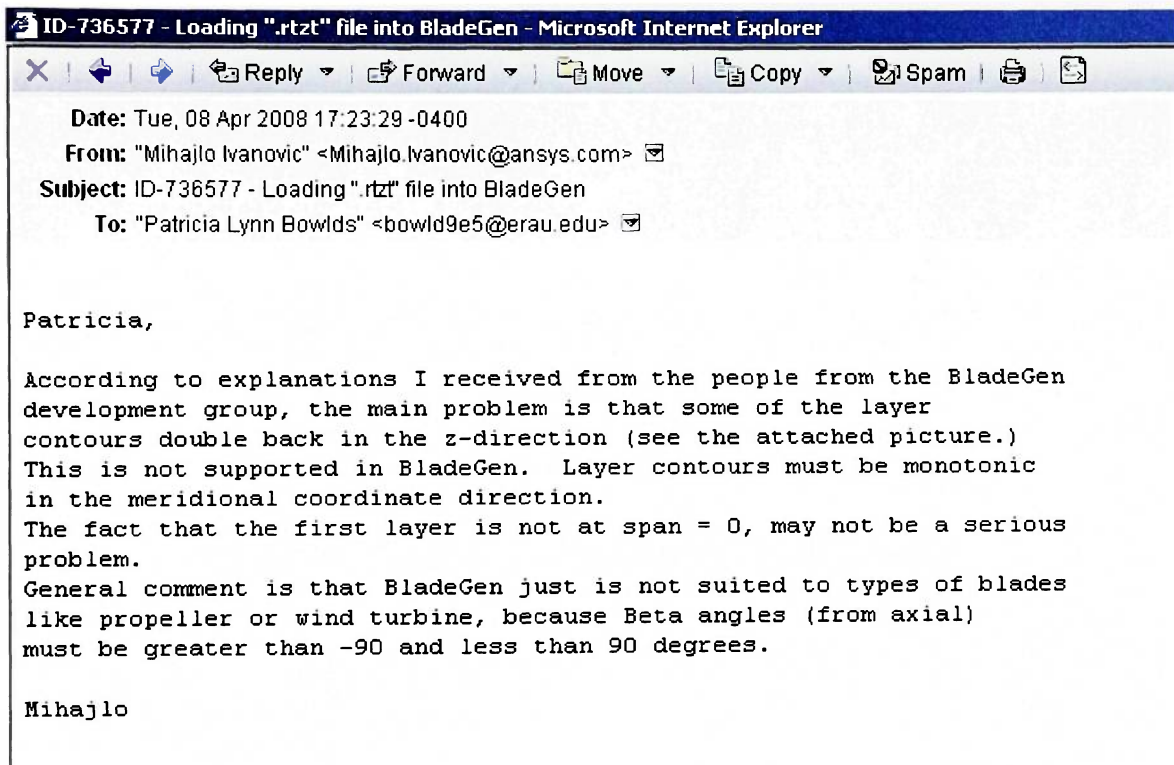 ID-736577 - Loading ".rtzt" file into BladeGen - Microsoft Internet Explorer
Reply Forward Move Copy Spam
Date: Tue, 08 Apr 2008 17:23:29 -0400
From: "Mihajlo Ivanovic" <Mihajlo.Ivanovic@ansys.com>
Subject: ID-736577 - Loading ".rtzt" file into BladeGen
To: "Patricia Lynn Bowlds" <bowld9e5@erau.edu>
Patricia,
According to explanations I received from the people from the BladeGen
development group, the main problem is that some of the layer
contours double back in the z-direction (see the attached picture.)
This is not supported in BladeGen. Layer contours must be monotonic
in the meridional coordinate direction.
The fact that the first layer is not at span = 0, may not be a serious
problem.
General comment is that BladeGen just is not suited to types of blades
like propeller or wind turbine, because Beta angles (from axial)
must be greater than -90 and less than 90 degrees.
Mihajlo